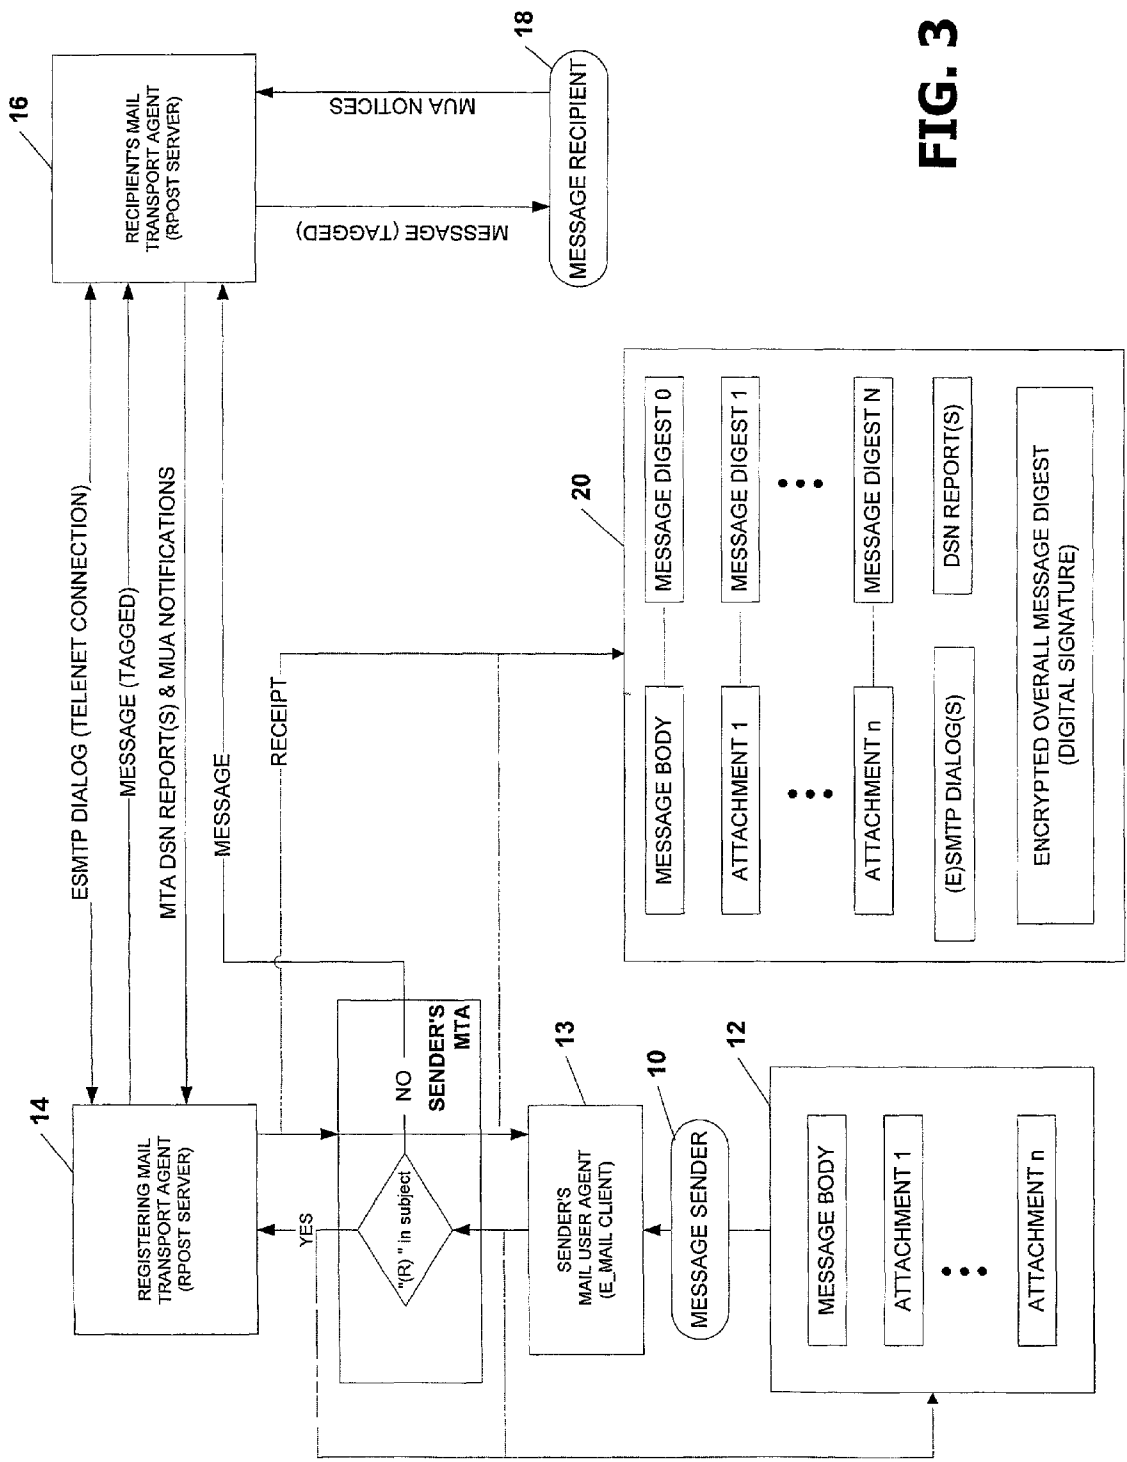 14
REGISTERING MAIL
TRANSPORT AGENT
(RPOST SERVER)
ESMTP DIALOG (TELENET CONNECTION)
MESSAGE (TAGGED)
MTA DSN REPORT(S) & MUA NOTIFICATIONS
MESSAGE
RECEIPT
16
RECIPIENT'S MAIL
TRANSPORT AGENT
(RPOST SERVER)
YES
"(R) " in subject
NO
SENDER'S
MTA
MESSAGE (TAGGED)
MUA NOTICES
18
MESSAGE RECIPIENT
13
SENDER'S
MAIL USER AGENT
(E_MAIL CLIENT)
10
MESSAGE SENDER
12
MESSAGE BODY
ATTACHMENT 1
ATTACHMENT n
20
MESSAGE BODY
MESSAGE DIGEST 0
ATTACHMENT 1
MESSAGE DIGEST 1
ATTACHMENT n
MESSAGE DIGEST N
(E)SMTP DIALOG(S)
DSN REPORT(S)
ENCRYPTED OVERALL MESSAGE DIGEST
(DIGITAL SIGNATURE)
FIG. 3